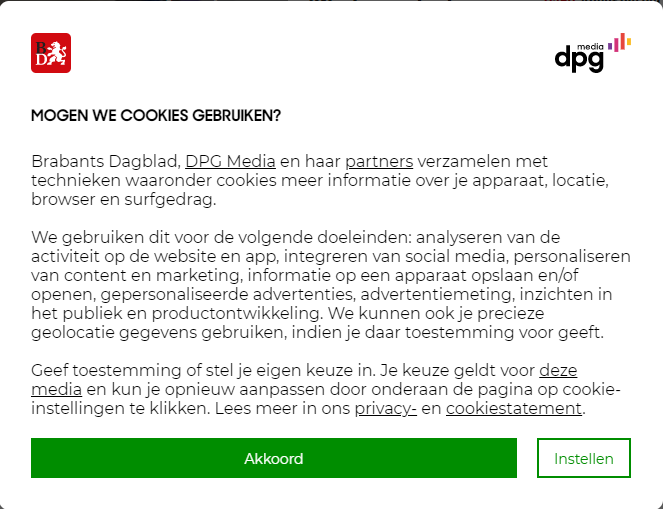 BD
dpg media
MOGEN WE COOKIES GEBRUIKEN?
Brabants Dagblad, DPG Media en haar partners verzamelen met
technieken waaronder cookies meer informatie over je apparaat, locatie,
browser en surfgedrag.
We gebruiken dit voor de volgende doeleinden: analyseren van de
activiteit op de website en app, integreren van social media, personaliseren
van content en marketing, informatie op een apparaat opslaan en/of
openen, gepersonaliseerde advertenties, advertentiemeting, inzichten in
het publiek en productontwikkeling. We kunnen ook je precieze
geolocatie gegevens gebruiken, indien je daar toestemming voor geeft.
Geef toestemming of stel je eigen keuze in. Je keuze geldt voor deze
media en kun je opnieuw aanpassen door onderaan de pagina op cookie-
instellingen te klikken. Lees meer in ons privacy- en cookiestatement.
Akkoord
Instellen